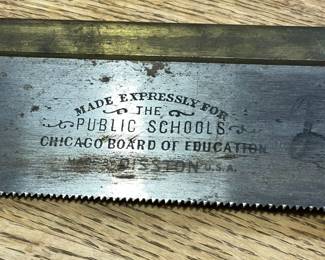 MADE EXPRESSLY FOR
THE
PUBLIC SCHOOLS
CHICAGO BOARD OF EDUCATION
DISSTON U.S.A.